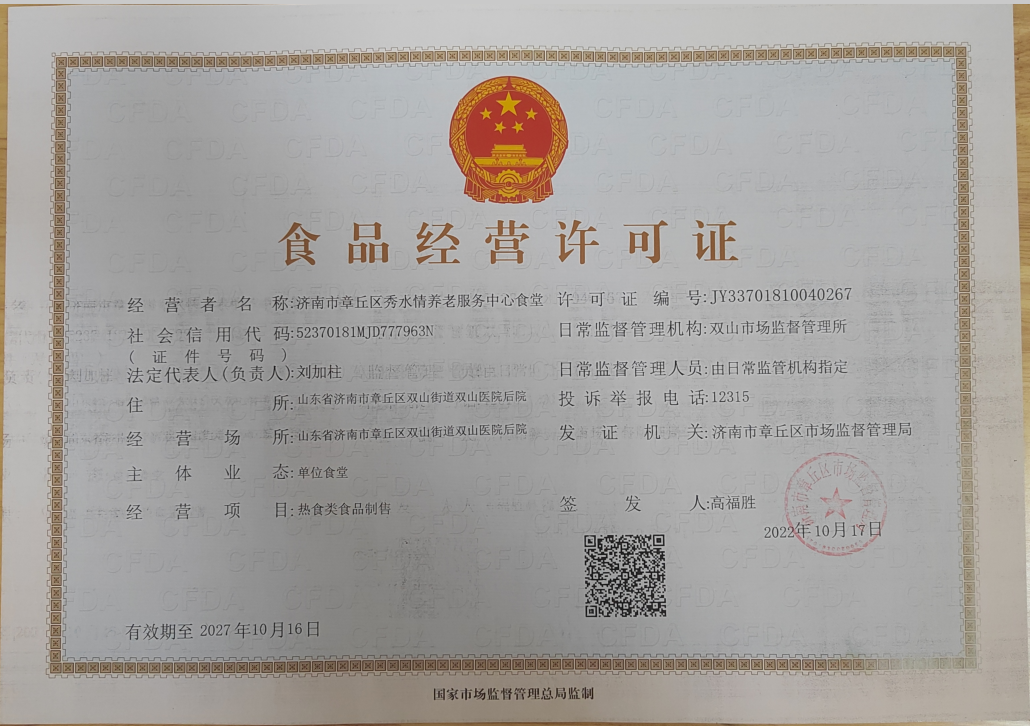 食品经营许可证
经营者名称:济南市章丘区秀水情养老服务中心食堂
许可证编号:JY33701810040267
社会信用代码:52370181MJD777963N
(证件号码)
日常监督管理机构:双山市场监督管理所
法定代表人(负责人):刘加柱
日常监督管理人员:由日常监管机构指定
住所:山东省济南市章丘区双山街道双山医院后院
投诉举报电话:12315
经营场所:山东省济南市章丘区双山街道双山医院后院
发证机关:济南市章丘区市场监督管理局
主体业态:单位食堂
经营项目:热食类食品制售
签发人:高福胜
2022年10月17日
有效期至 2027年10月16日
国家市场监督管理总局监制